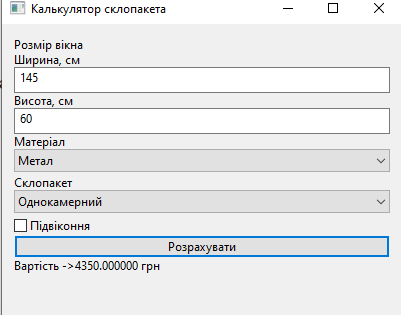 Калькулятор склопакета
Розмір вікна
Ширина, см
145
Висота, см
60
Матеріал
Метал
Склопакет
Однокамерний
Підвіконня
Розрахувати
Вартість ->4350.000000 грн